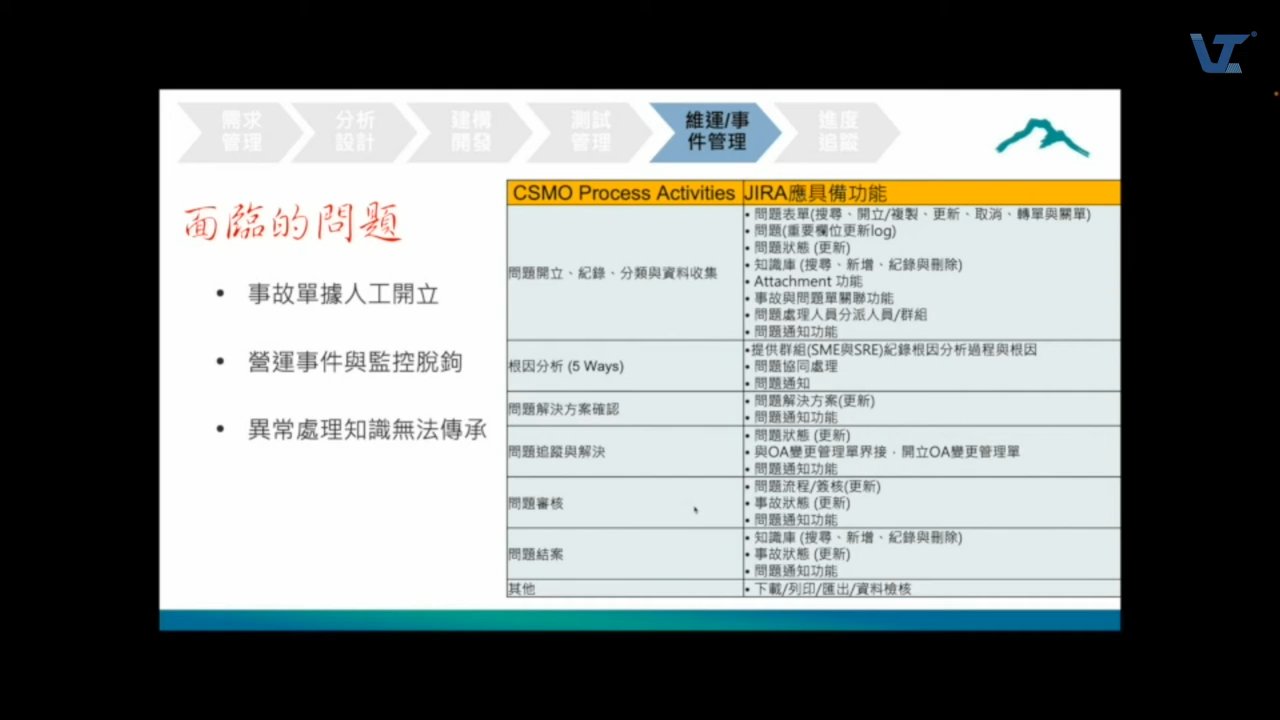 需求
管理
分析
設計
建構
開發
測試
管理
維運/事
件管理
進度
追蹤
面臨的問題
• 事故單據人工開立
• 營運事件與監控脫鉤
• 異常處理知識無法傳承
CSMO Process Activities
JIRA應具備功能
問題開立、紀錄、分類與資料收集
• 問題表單(搜尋、開立/複製、更新、取消、轉單與關單)
• 問題(重要欄位更新log)
• 問題狀態 (更新)
• 知識庫 (搜尋、新增、紀錄與刪除)
• Attachment 功能
• 事故與問題單關聯功能
• 問題處理人員分派人員/群組
• 問題通知功能
根因分析 (5 Ways)
•提供群組(SME與SRE)紀錄根因分析過程與根因
• 問題協同處理
• 問題通知
問題解決方案確認
• 問題解決方案(更新)
• 問題通知功能
問題追蹤與解決
• 問題狀態 (更新)
• 與OA變更管理單界接，開立OA變更管理單
• 問題通知功能
問題審核
• 問題流程/簽核(更新)
• 事故狀態 (更新)
• 問題通知功能
問題結案
• 知識庫 (搜尋、新增、紀錄與刪除)
• 事故狀態 (更新)
• 問題通知功能
其他
• 下載/列印/匯出/資料檢核